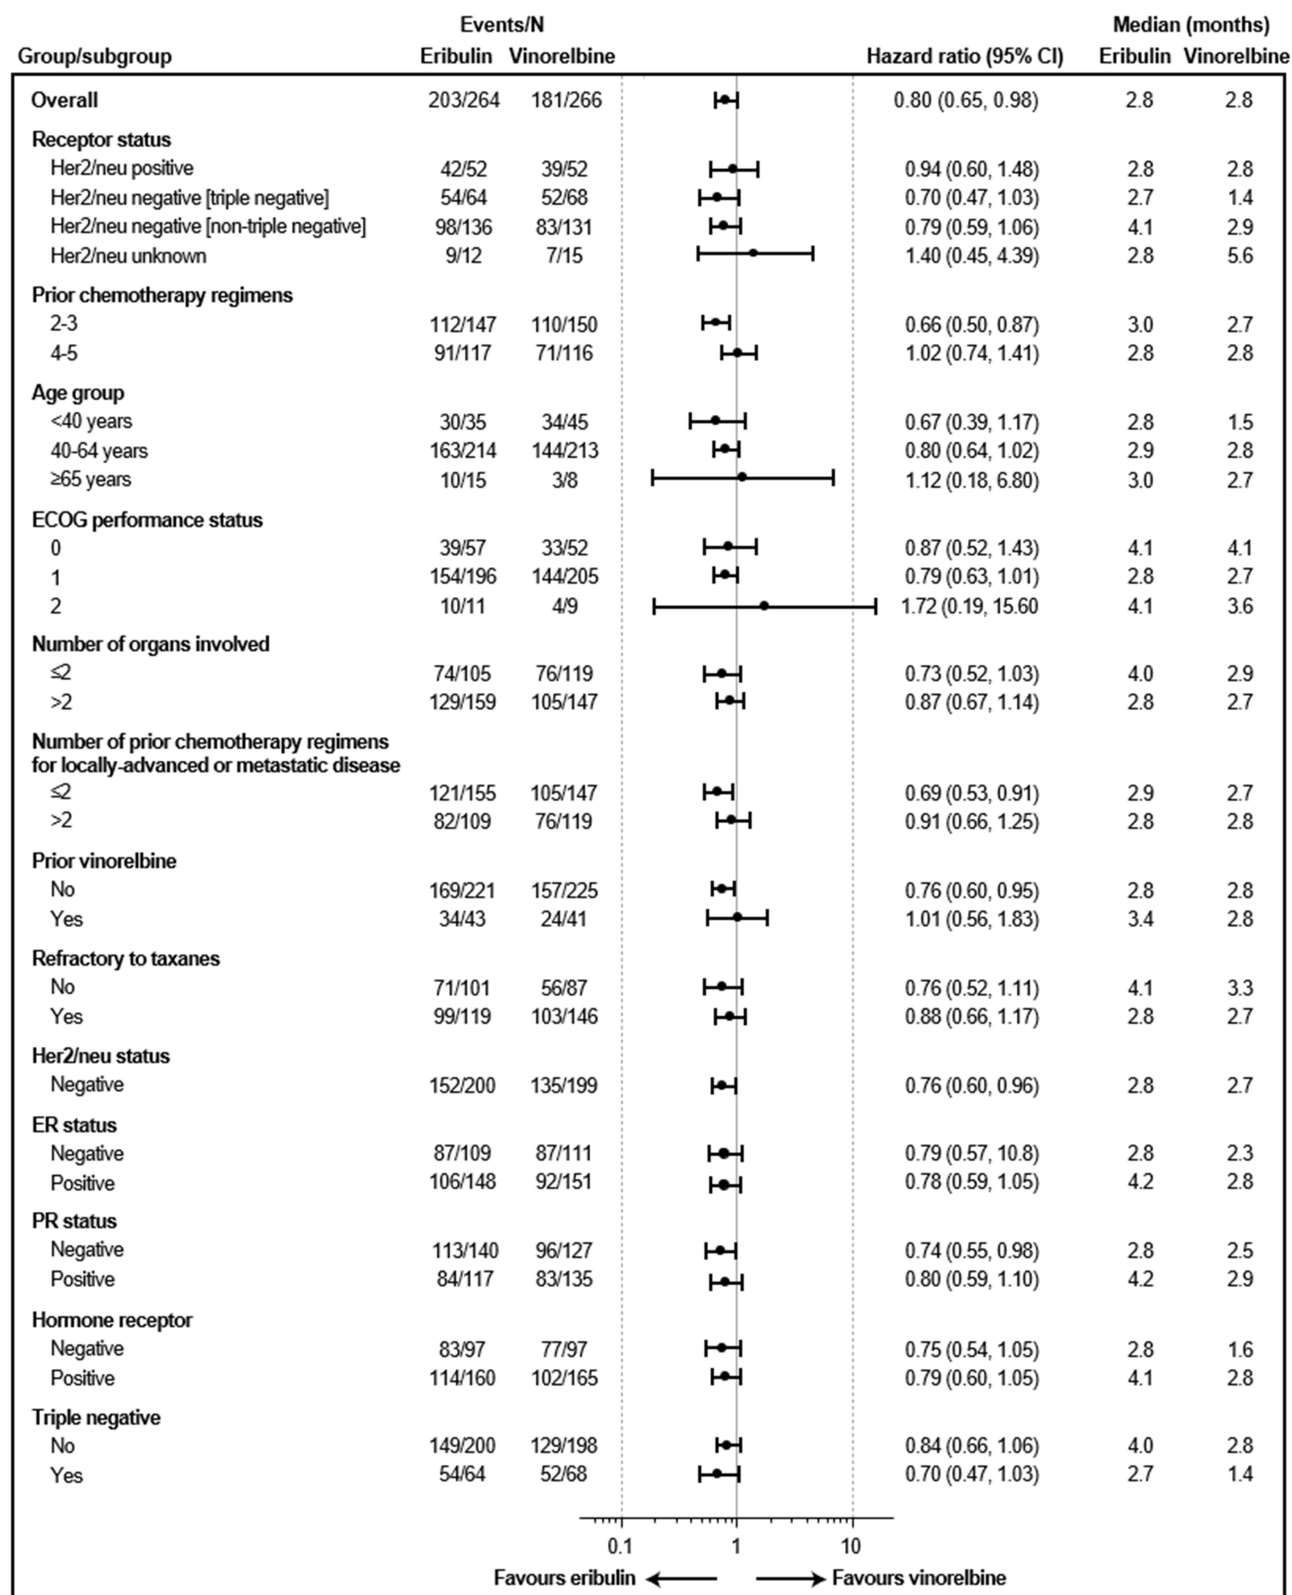 Events/N Median (months)
Group/subgroup Eribulin Vinorelbine Hazard ratio (95% CI) Eribulin Vinorelbine
Overall 203/264 181/266 0.80 (0.65, 0.98) 2.8 2.8
Receptor status
Her2/neu positive 42/52 39/52 0.94 (0.60, 1.48) 2.8 2.8
Her2/neu negative [triple negative] 54/64 52/68 0.70 (0.47, 1.03) 2.7 1.4
Her2/neu negative [non-triple negative] 98/136 83/131 0.79 (0.59, 1.06) 4.1 2.9
Her2/neu unknown 9/12 7/15 1.40 (0.45, 4.39) 2.8 5.6
Prior chemotherapy regimens
2-3 112/147 110/150 0.66 (0.50, 0.87) 3.0 2.7
4-5 91/117 71/116 1.02 (0.74, 1.41) 2.8 2.8
Age group
<40 years 30/35 34/45 0.67 (0.39, 1.17) 2.8 1.5
40-64 years 163/214 144/213 0.80 (0.64, 1.02) 2.9 2.8
≥65 years 10/15 3/8 1.12 (0.18, 6.80) 3.0 2.7
ECOG performance status
0 39/57 33/52 0.87 (0.52, 1.43) 4.1 4.1
1 154/196 144/205 0.79 (0.63, 1.01) 2.8 2.7
2 10/11 4/9 1.72 (0.19, 15.60 4.1 3.6
Number of organs involved
≤2 74/105 76/119 0.73 (0.52, 1.03) 4.0 2.9
>2 129/159 105/147 0.87 (0.67, 1.14) 2.8 2.7
Number of prior chemotherapy regimens
for locally-advanced or metastatic disease
≤2 121/155 105/147 0.69 (0.53, 0.91) 2.9 2.7
>2 82/109 76/119 0.91 (0.66, 1.25) 2.8 2.8
Prior vinorelbine
No 169/221 157/225 0.76 (0.60, 0.95) 2.8 2.8
Yes 34/43 24/41 1.01 (0.56, 1.83) 3.4 2.8
Refractory to taxanes
No 71/101 56/87 0.76 (0.52, 1.11) 4.1 3.3
Yes 99/119 103/146 0.88 (0.66, 1.17) 2.8 2.7
Her2/neu status
Negative 152/200 135/199 0.76 (0.60, 0.96) 2.8 2.7
ER status
Negative 87/109 87/111 0.79 (0.57, 10.8) 2.8 2.3
Positive 106/148 92/151 0.78 (0.59, 1.05) 4.2 2.8
PR status
Negative 113/140 96/127 0.74 (0.55, 0.98) 2.8 2.5
Positive 84/117 83/135 0.80 (0.59, 1.10) 4.2 2.9
Hormone receptor
Negative 83/97 77/97 0.75 (0.54, 1.05) 2.8 1.6
Positive 114/160 102/165 0.79 (0.60, 1.05) 4.1 2.8
Triple negative
No 149/200 129/198 0.84 (0.66, 1.06) 4.0 2.8
Yes 54/64 52/68 0.70 (0.47, 1.03) 2.7 1.4
0.1 1 10
Favours eribulin Favours vinorelbine